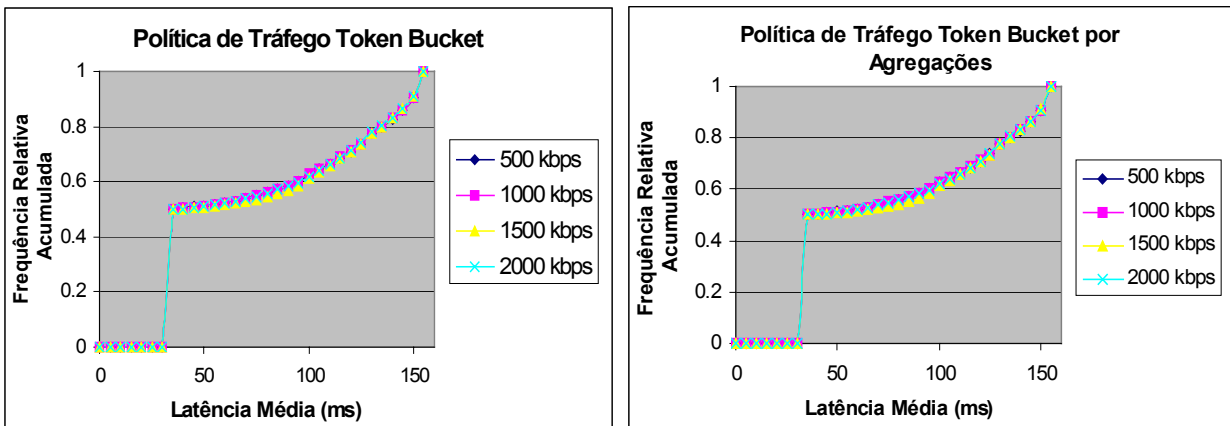 Política de Tráfego Token Bucket
1
0.8
0.6
0.4
0.2
0
0
50
100
150
Frequência Relativa
Acumulada
Latência Média (ms)
500 kbps
1000 kbps
1500 kbps
2000 kbps
Política de Tráfego Token Bucket por
Agregações
1
0.8
0.6
0.4
0.2
0
0
50
100
150
Frequência Relativa
Acumulada
Latência Média (ms)
500 kbps
1000 kbps
1500 kbps
2000 kbps